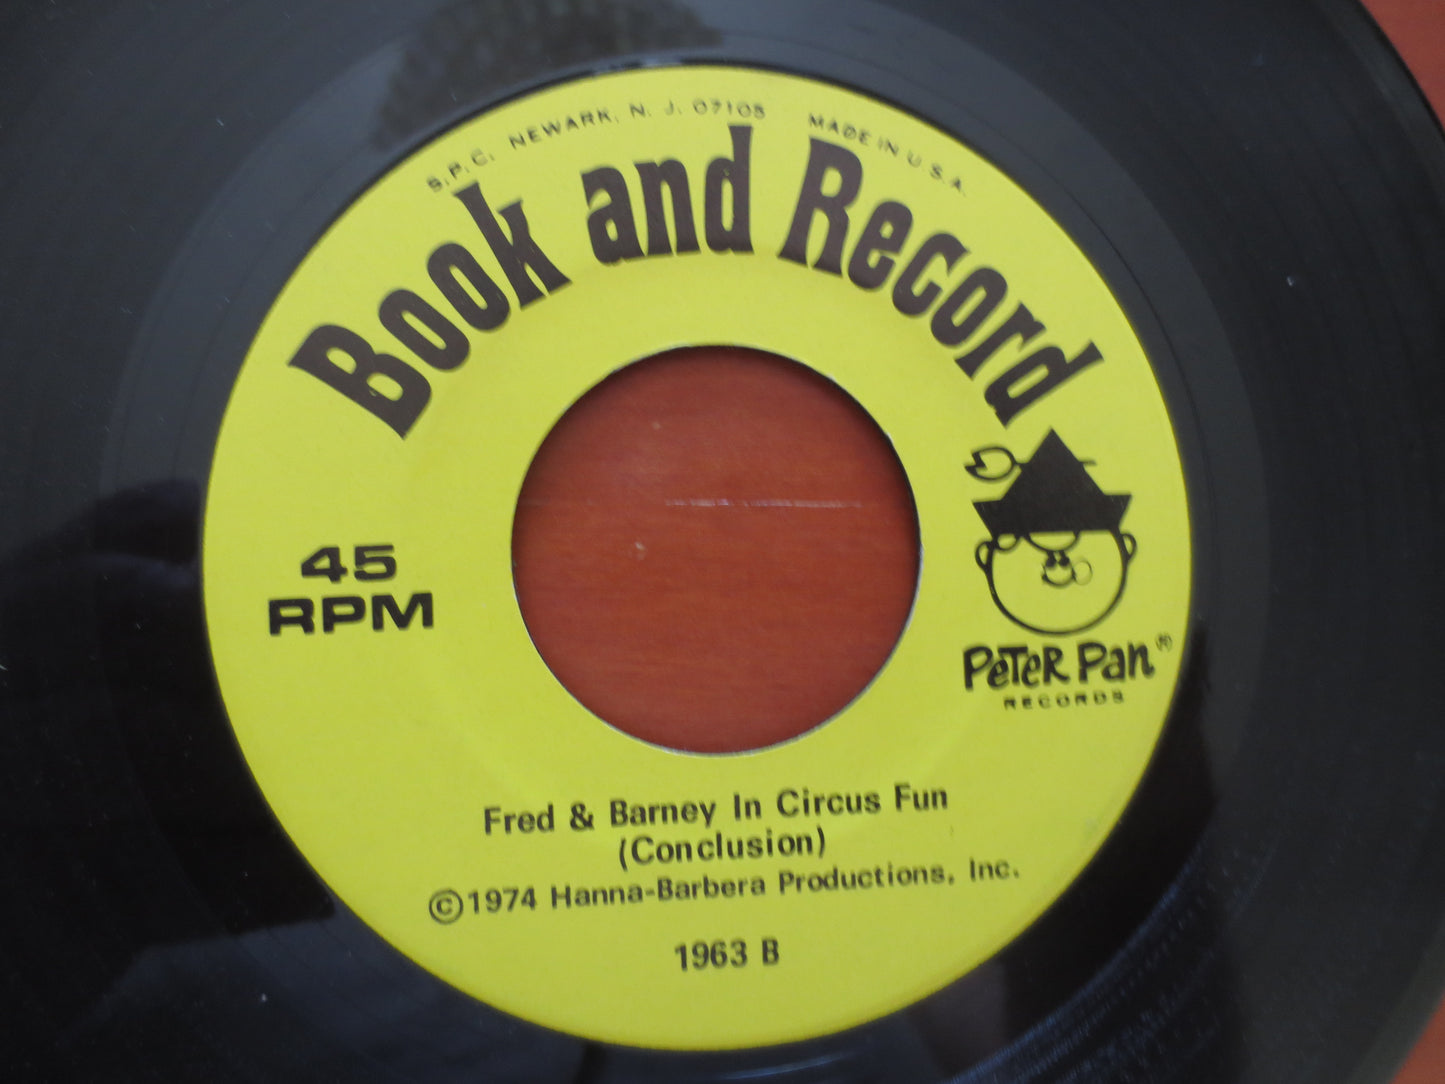 S.P.C. NEWARK, N. J. 07105 MADE IN U.S.A.
Book and Record
45
RPM
PETER PAN®
RECORDS
Fred & Barney In Circus Fun
(Conclusion)
©1974 Hanna-Barbera Productions, Inc.
1963 B